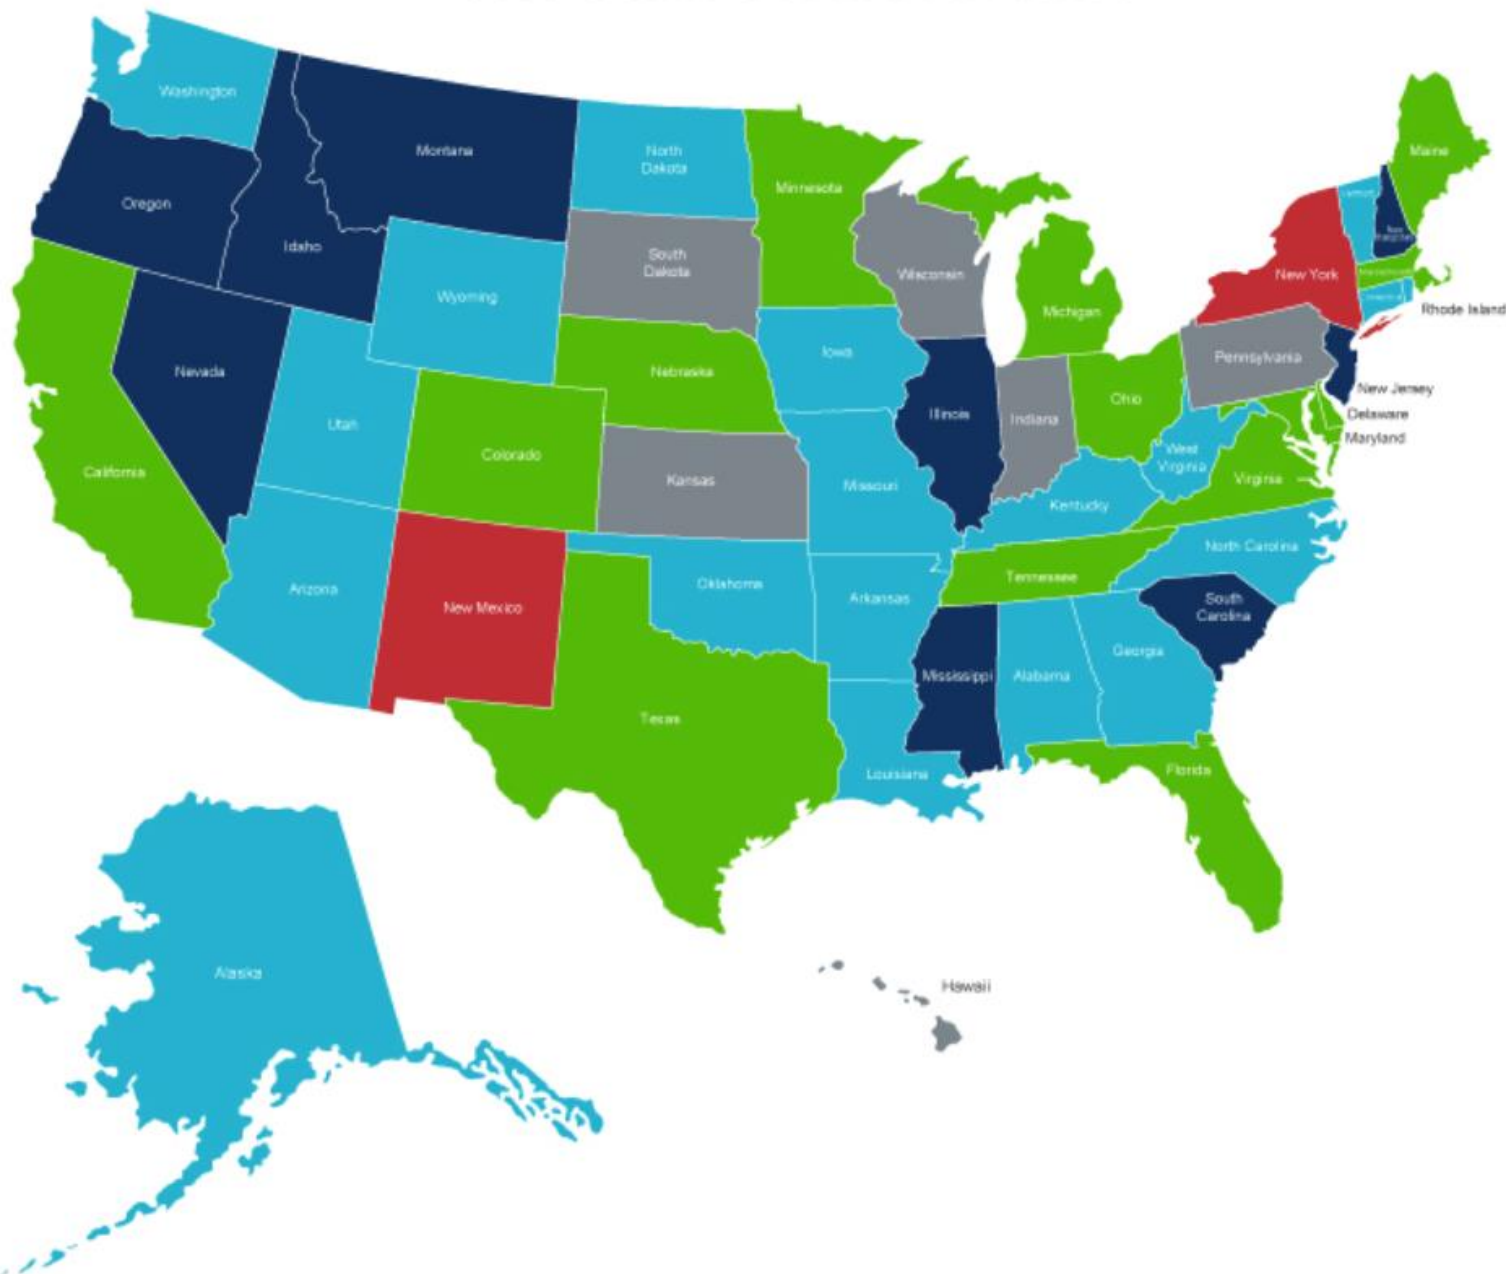 Washington
Montana
North
Dakota
Minnesota
Maine
Oregon
Idaho
South
Dakota
Wisconsin
New York
Wyoming
Michigan
Rhode Island
Iowa
Nevada
Nebraska
Pennsylvania
New Jersey
Ohio
Illinois
Indiana
Delaware
Maryland
Utah
Colorado
California
Kansas
Missouri
West
Virginia
Virginia
Kentucky
North Carolina
Arizona
New Mexico
Oklahoma
Arkansas
Tennessee
South
Carolina
Mississippi
Alabama
Georgia
Texas
Louisiana
Florida
Alaska
Hawaii